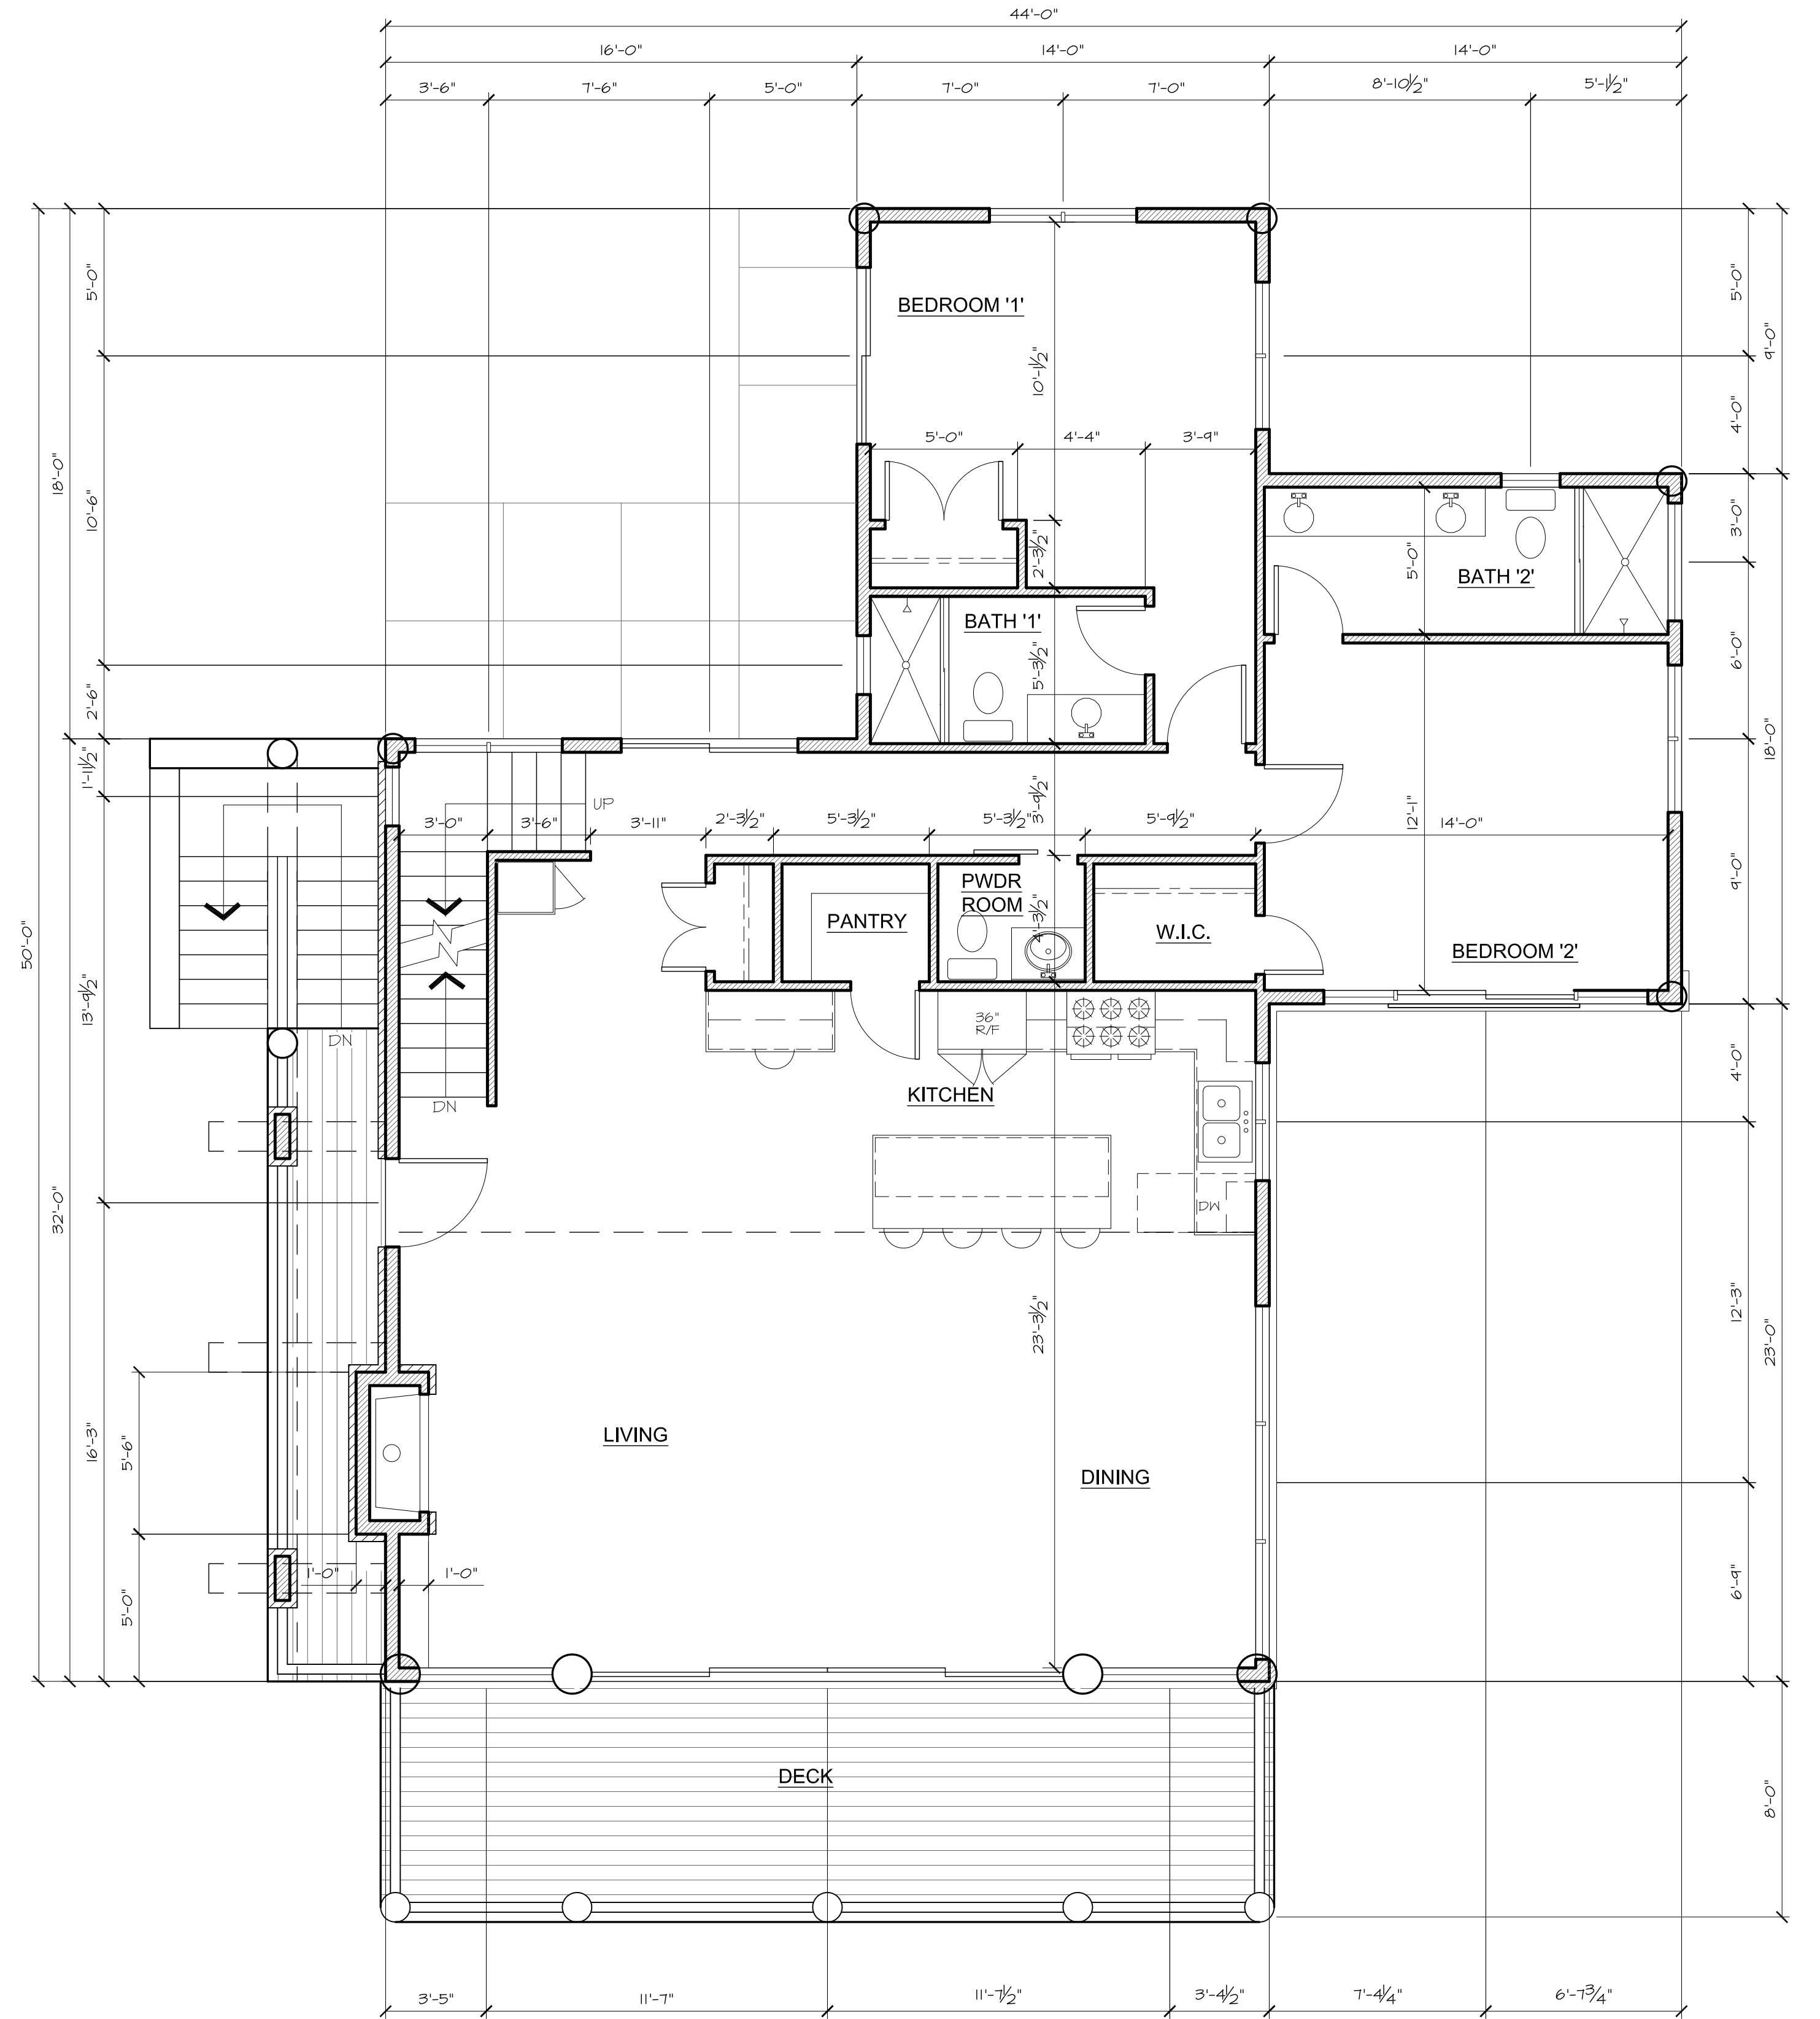 44'-0"
16'-0" 14'-0" 14'-0"
3'-6" 7'-6" 5'-0" 7'-0" 7'-0" 8'-10½" 5'-1½"
5'-0"
10'-6"
2'-6"
18'-0"
50'-0"
1'-11½"
13'-9½"
32'-0"
16'-3"
5'-6"
5'-0"
BEDROOM '1'
10'-1½"
5'-0" 4'-4" 3'-9"
2'-3½"
BATH '1'
5'-3½"
5'-0"
9'-0"
4'-0"
3'-0"
5'-0"
BATH '2'
6'-0"
18'-0"
9'-0"
UP
3'-9½"
3'-0" 3'-6" 3'-11" 2'-3½" 5'-3½" 5'-3½" 5'-9½" 14'-0"
12'-1"
PWDR
ROOM
4'-3½"
PANTRY
W.I.C.
BEDROOM '2'
DN
DN
36"
R/F
KITCHEN
DW
4'-0"
12'-3"
23'-0"
6'-9"
8'-0"
23'-3½"
LIVING
DINING
1'-0" 1'-0"
DECK
3'-5" 11'-7" 11'-7½" 3'-4½" 7'-4¼" 6'-7¾"